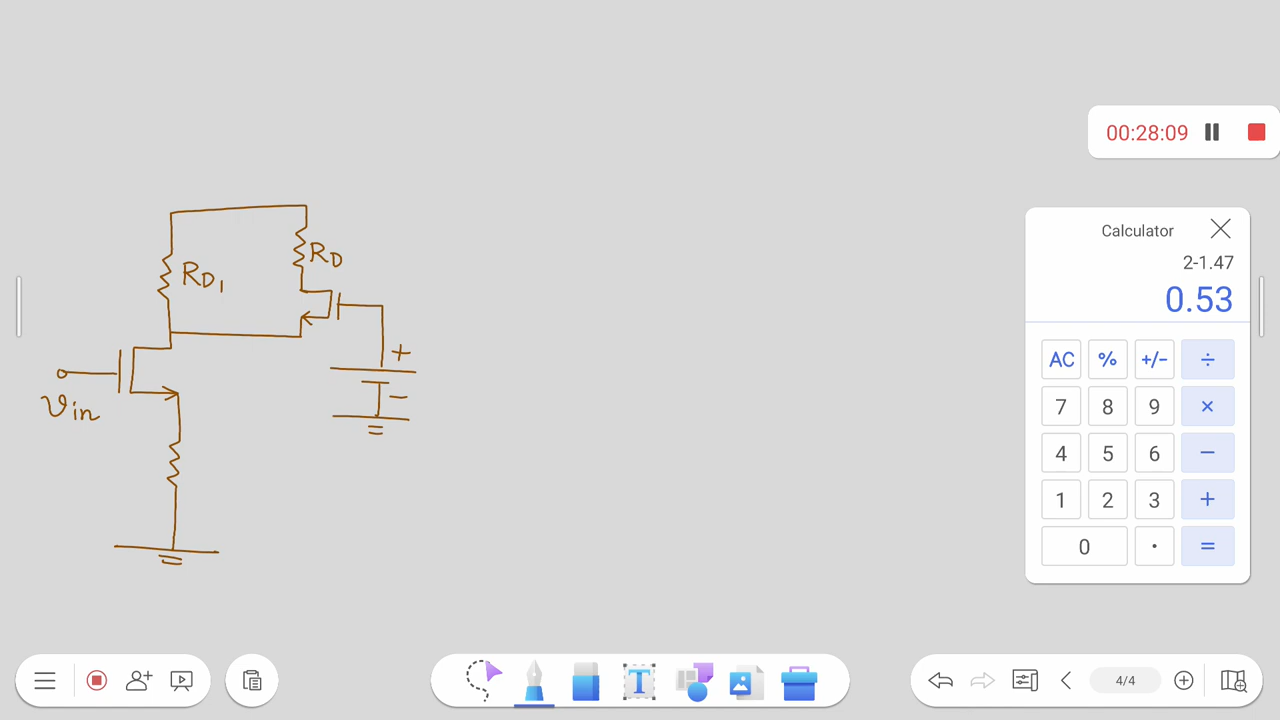 00:28:09
Calculator
2-1.47
0.53
AC % +/- ÷
7 8 9 ×
4 5 6 −
1 2 3 +
0 . =
RD1
RD
+
−
Vin
T
4/4